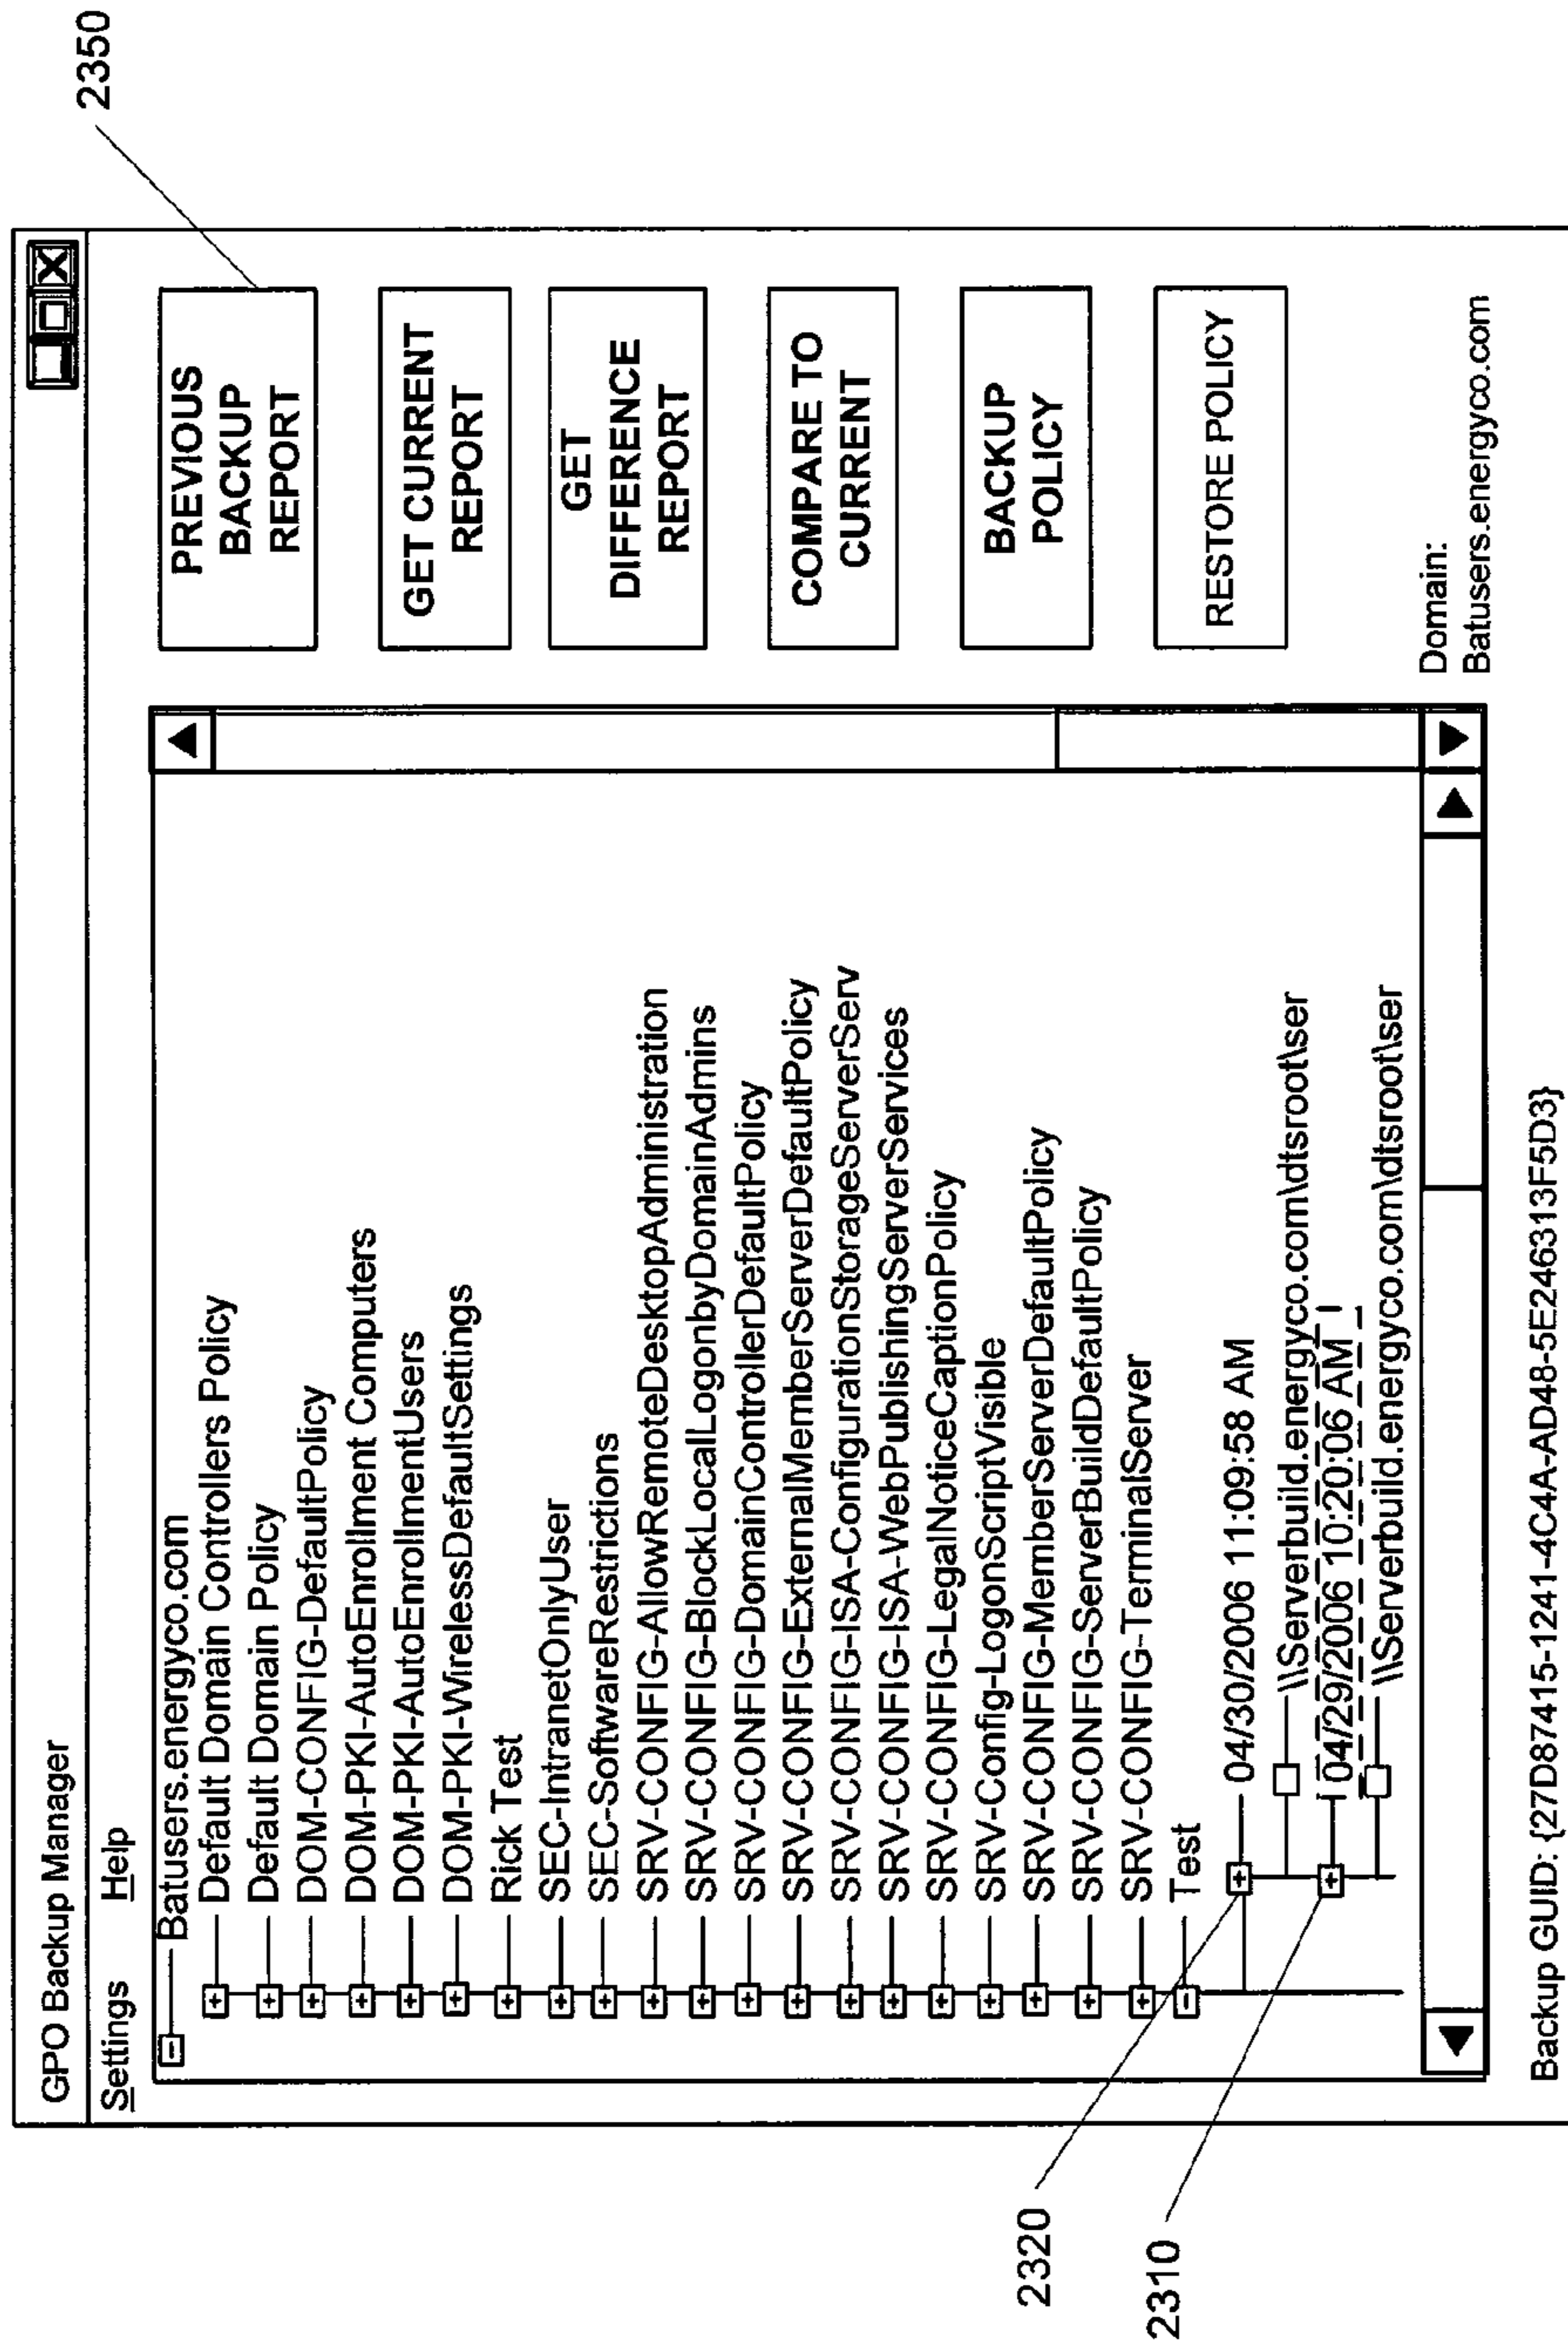 GPO Backup Manager
Settings Help
Batusers.energyco.com
Default Domain Controllers Policy
Default Domain Policy
DOM-CONFIG-DefaultPolicy
DOM-PKI-AutoEnrollment Computers
DOM-PKI-AutoEnrollmentUsers
DOM-PKI-WirelessDefaultSettings
Rick Test
SEC-IntranetOnlyUser
SEC-SoftwareRestrictions
SRV-CONFIG-AllowRemoteDesktopAdministration
SRV-CONFIG-BlockLocalLogonbyDomainAdmins
SRV-CONFIG-DomainControllerDefaultPolicy
SRV-CONFIG-ExternalMemberServerDefaultPolicy
SRV-CONFIG-ISA-ConfigurationStorageServerServ
SRV-CONFIG-ISA-WebPublishingServerServices
SRV-CONFIG-LegalNoticeCaptionPolicy
SRV-Config-LogonScriptVisible
SRV-CONFIG-MemberServerDefaultPolicy
SRV-CONFIG-ServerBuildDefaultPolicy
SRV-CONFIG-TerminalServer
Test
04/30/2006 11:09:58 AM
\\Serverbuild.energyco.com\dtsroot\ser
04/29/2006 10:20:06 AM
\\Serverbuild.energyco.com\dtsroot\ser
PREVIOUS
BACKUP
REPORT
GET CURRENT
REPORT
GET
DIFFERENCE
REPORT
COMPARE TO
CURRENT
BACKUP
POLICY
RESTORE POLICY
Domain:
Batusers.energyco.com
Backup GUID: {27D87415-1241-4C4A-AD48-5E246313F5D3}
2350
2320
2310